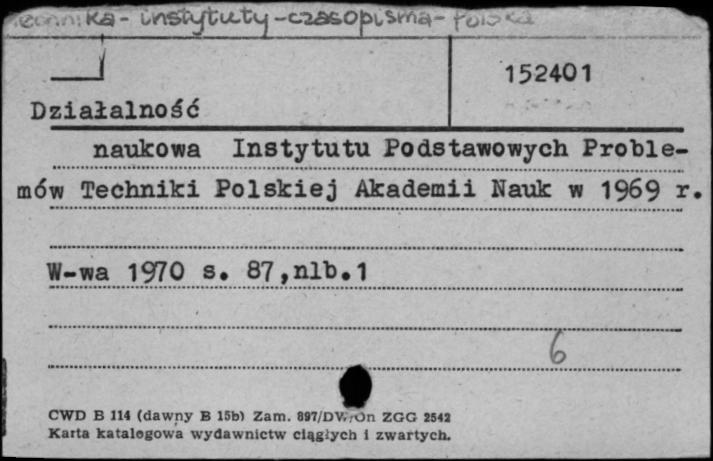 Technika - instytuty - czasopisma - Polska
152401
Działalność
naukowa Instytutu Podstawowych Proble-
mów Techniki Polskiej Akademii Nauk w 1969 r.
W-wa 1970 s. 87,nlb.1
6
CWD B 114 (dawny B 15b) Zam. 897/DW/On ZGG 2542
Karta katalogowa wydawnictw ciągłych i zwartych.